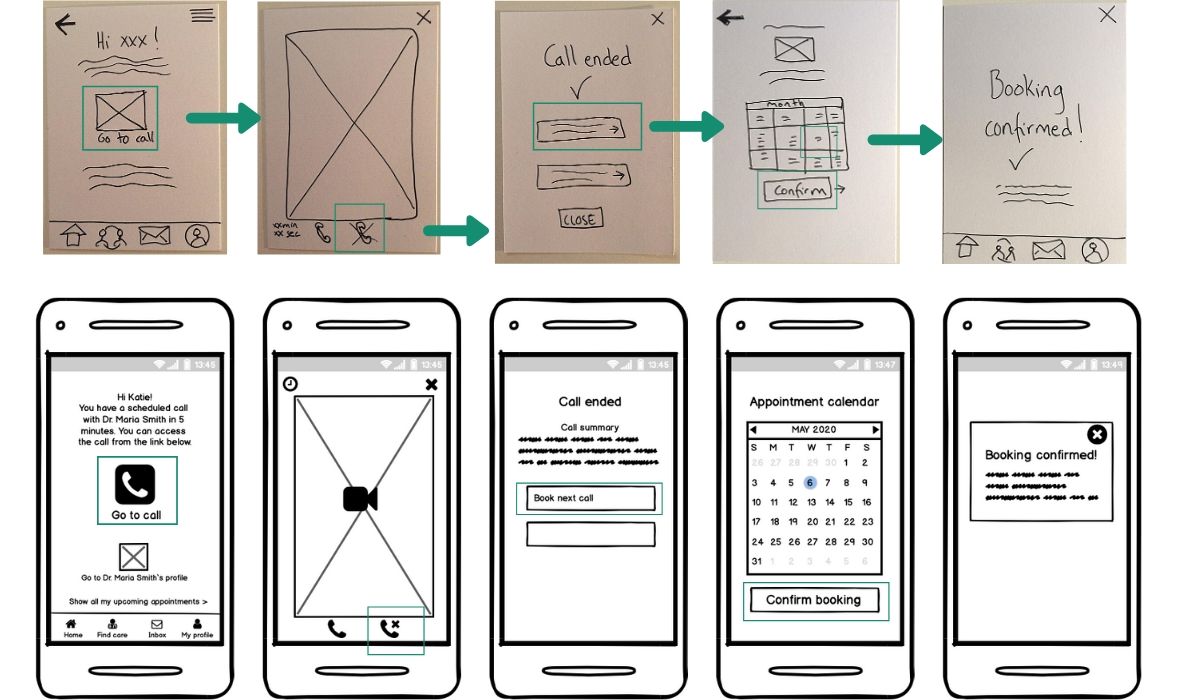 Hi xxx!
Go to call
xxmin
xx sec
Call ended
CLOSE
month
Confirm
Booking
confirmed!
13:45
Hi Katie!
You have a scheduled call
with Dr. Maria Smith in 5
minutes. You can access
the call from the link below.
Go to call
Go to Dr. Maria Smith's profile
Show all my upcoming appointments >
Home Find care Inbox My profile
13:45
13:45
Call ended
Call summary
Book next call
13:47
Appointment calendar
MAY 2020
S M T W T F S
26 27 28 29 30 1 2
3 4 5 6 7 8 9
10 11 12 13 14 15 16
17 18 19 20 21 22 23
24 25 26 27 28 29 30
31 1 2 3 4 5 6
Confirm booking
13:49
Booking confirmed!